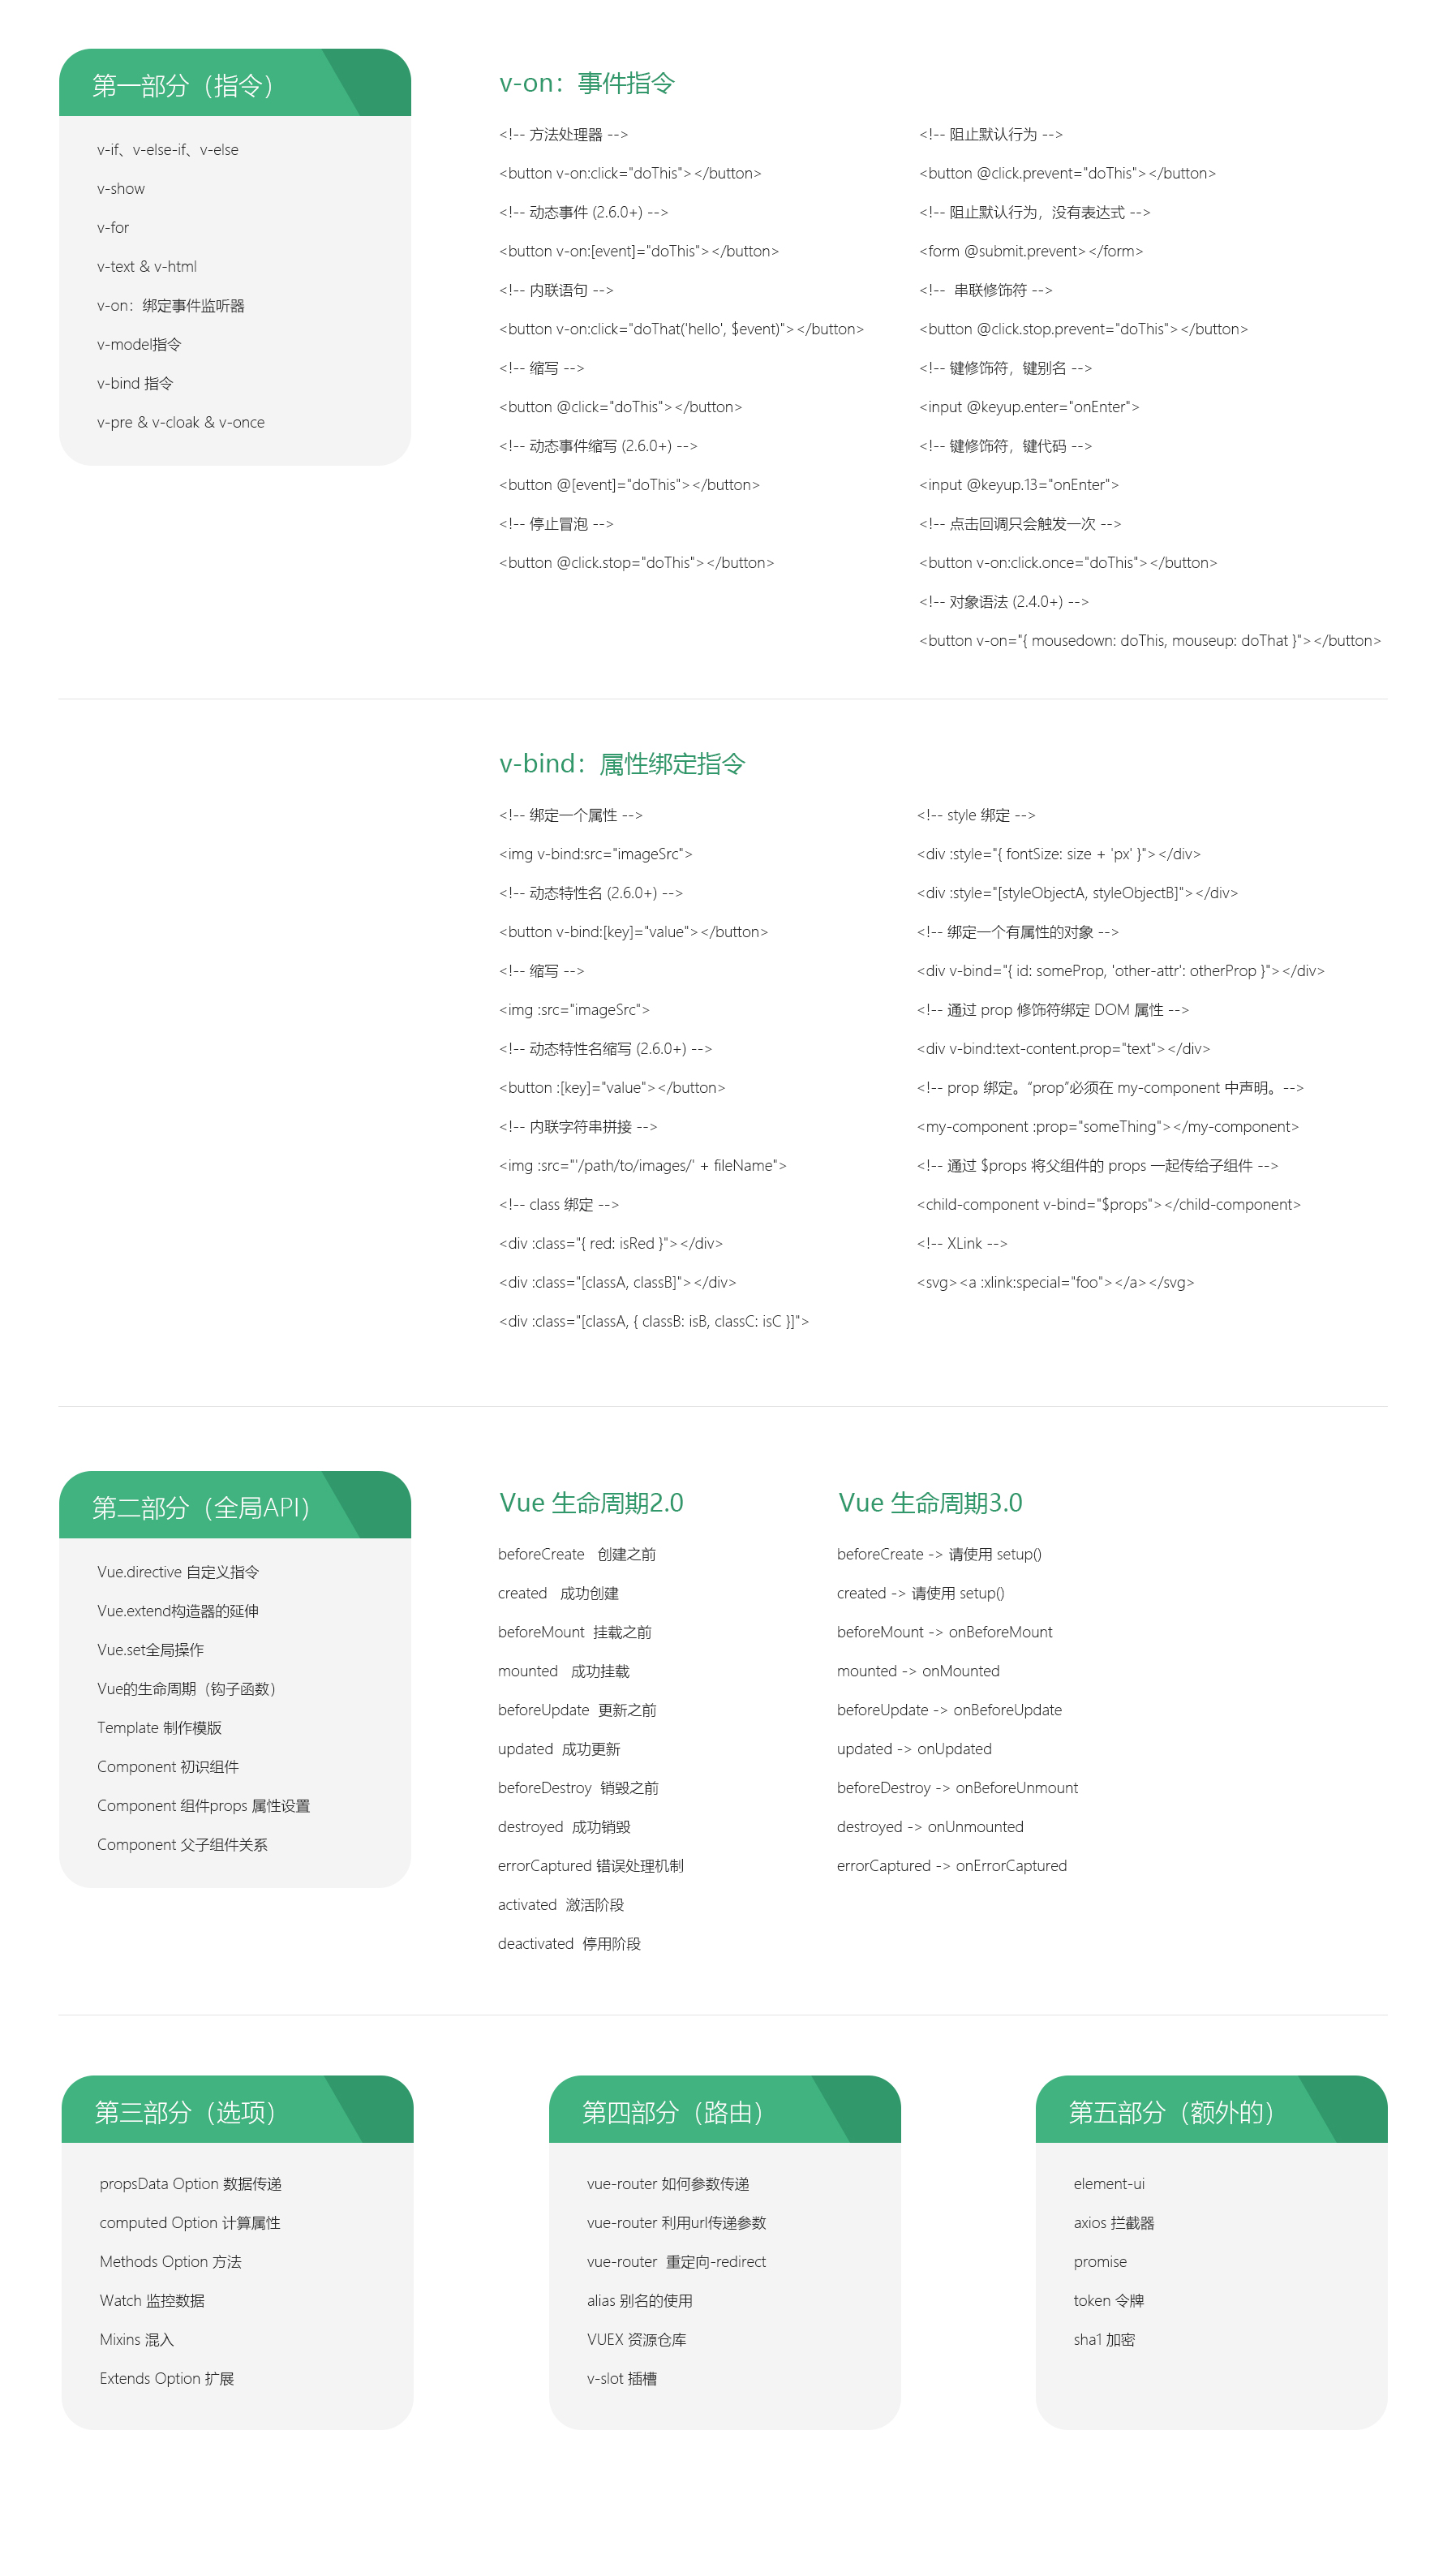 第一部分（指令）
v-if、v-else-if、v-else
v-show
v-for
v-text & v-html
v-on：绑定事件监听器
v-model指令
v-bind 指令
v-pre & v-cloak & v-once
v-on：事件指令
<!-- 方法处理器 -->
<button v-on:click="doThis"></button>
<!-- 动态事件 (2.6.0+) -->
<button v-on:[event]="doThis"></button>
<!-- 内联语句 -->
<button v-on:click="doThat('hello', $event)"></button>
<!-- 缩写 -->
<button @click="doThis"></button>
<!-- 动态事件缩写 (2.6.0+) -->
<button @[event]="doThis"></button>
<!-- 停止冒泡 -->
<button @click.stop="doThis"></button>
<!-- 阻止默认行为 -->
<button @click.prevent="doThis"></button>
<!-- 阻止默认行为，没有表达式 -->
<form @submit.prevent></form>
<!--  串联修饰符 -->
<button @click.stop.prevent="doThis"></button>
<!-- 键修饰符，键别名 -->
<input @keyup.enter="onEnter">
<!-- 键修饰符，键代码 -->
<input @keyup.13="onEnter">
<!-- 点击回调只会触发一次 -->
<button v-on:click.once="doThis"></button>
<!-- 对象语法 (2.4.0+) -->
<button v-on="{ mousedown: doThis, mouseup: doThat }"></button>
v-bind：属性绑定指令
<!-- 绑定一个属性 -->
<img v-bind:src="imageSrc">
<!-- 动态特性名 (2.6.0+) -->
<button v-bind:[key]="value"></button>
<!-- 缩写 -->
<img :src="imageSrc">
<!-- 动态特性名缩写 (2.6.0+) -->
<button :[key]="value"></button>
<!-- 内联字符串拼接 -->
<img :src="'/path/to/images/' + fileName">
<!-- class 绑定 -->
<div :class="{ red: isRed }"></div>
<div :class="[classA, classB]"></div>
<div :class="[classA, { classB: isB, classC: isC }]">
<!-- style 绑定 -->
<div :style="{ fontSize: size + 'px' }"></div>
<div :style="[styleObjectA, styleObjectB]"></div>
<!-- 绑定一个有属性的对象 -->
<div v-bind="{ id: someProp, 'other-attr': otherProp }"></div>
<!-- 通过 prop 修饰符绑定 DOM 属性 -->
<div v-bind:text-content.prop="text"></div>
<!-- prop 绑定。“prop”必须在 my-component 中声明。-->
<my-component :prop="someThing"></my-component>
<!-- 通过 $props 将父组件的 props 一起传给子组件 -->
<child-component v-bind="$props"></child-component>
<!-- XLink -->
<svg><a :xlink:special="foo"></a></svg>
第二部分（全局API）
Vue.directive 自定义指令
Vue.extend构造器的延伸
Vue.set全局操作
Vue的生命周期（钩子函数）
Template 制作模版
Component 初识组件
Component 组件props 属性设置
Component 父子组件关系
Vue 生命周期2.0
beforeCreate   创建之前
created   成功创建
beforeMount  挂载之前
mounted   成功挂载
beforeUpdate  更新之前
updated  成功更新
beforeDestroy  销毁之前
destroyed  成功销毁
errorCaptured 错误处理机制
activated  激活阶段
deactivated  停用阶段
Vue 生命周期3.0
beforeCreate -> 请使用 setup()
created -> 请使用 setup()
beforeMount -> onBeforeMount
mounted -> onMounted
beforeUpdate -> onBeforeUpdate
updated -> onUpdated
beforeDestroy -> onBeforeUnmount
destroyed -> onUnmounted
errorCaptured -> onErrorCaptured
第三部分（选项）
propsData Option 数据传递
computed Option 计算属性
Methods Option 方法
Watch 监控数据
Mixins 混入
Extends Option 扩展
第四部分（路由）
vue-router 如何参数传递
vue-router 利用url传递参数
vue-router  重定向-redirect
alias 别名的使用
VUEX 资源仓库
v-slot 插槽
第五部分（额外的）
element-ui
axios 拦截器
promise
token 令牌
sha1 加密